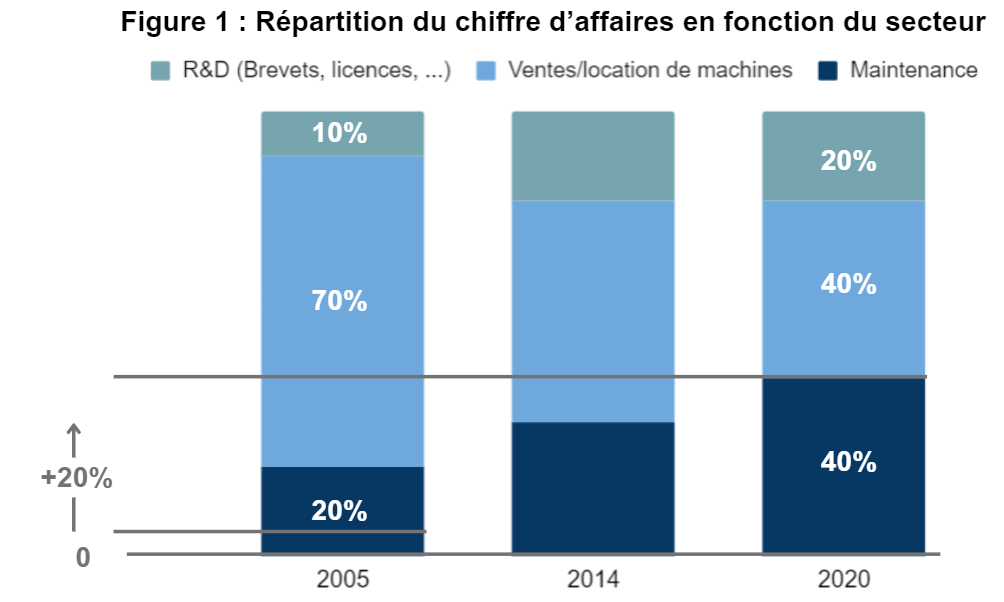 Figure 1 : Répartition du chiffre d’affaires en fonction du secteur
R&D (Brevets, licences, ...) Ventes/location de machines Maintenance
10%
20%
70%
40%
+20%
40%
20%
0
2005 2014 2020